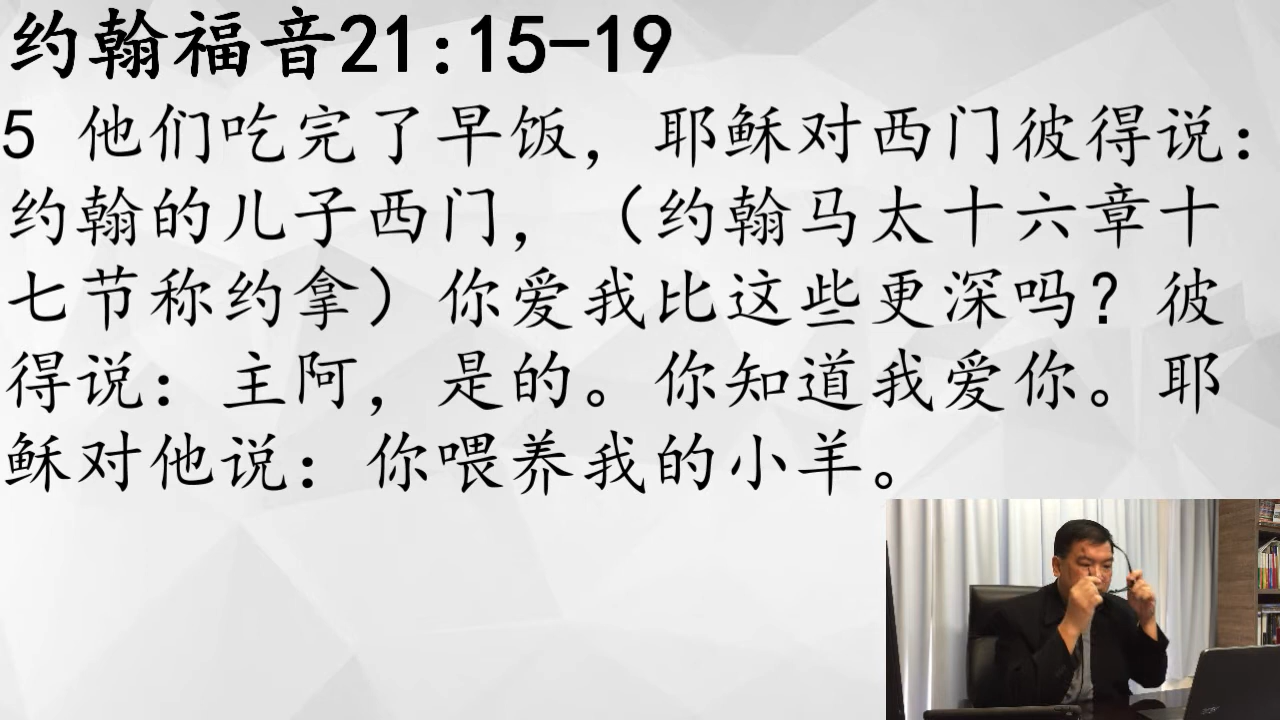 约翰福音21:15-19
5 他们吃完了早饭，耶稣对西门彼得说：
约翰的儿子西门，（约翰马太十六章十
七节称约拿）你爱我比这些更深吗？彼
得说：主阿，是的。你知道我爱你。耶
稣对他说：你喂养我的小羊。